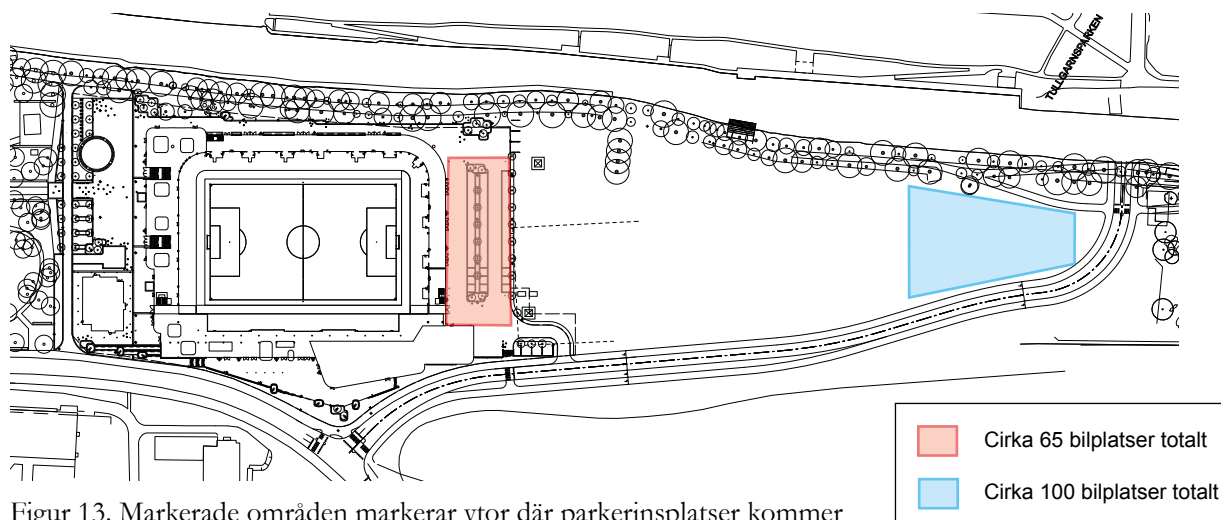 TULLGARNSPARKEN
Cirka 65 bilplatser totalt
Cirka 100 bilplatser totalt
Figur 13. Markerade områden markerar ytor där parkerinsplatser kommer